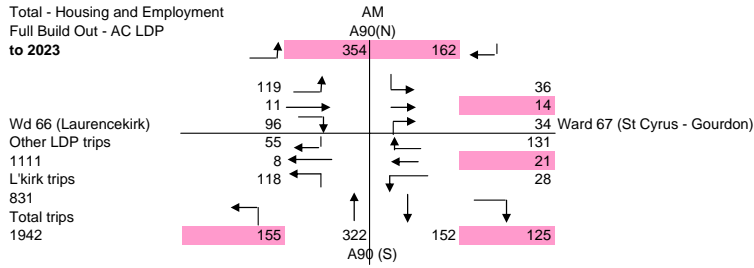 Total - Housing and Employment AM
Full Build Out - AC LDP A90(N)
to 2023 354 162
119 36
11 14
Wd 66 (Laurencekirk) 96 34 Ward 67 (St Cyrus - Gourdon)
Other LDP trips 55 131
1111 8 21
L'kirk trips 118 28
831
Total trips
1942 155 322 152 125
A90 (S)